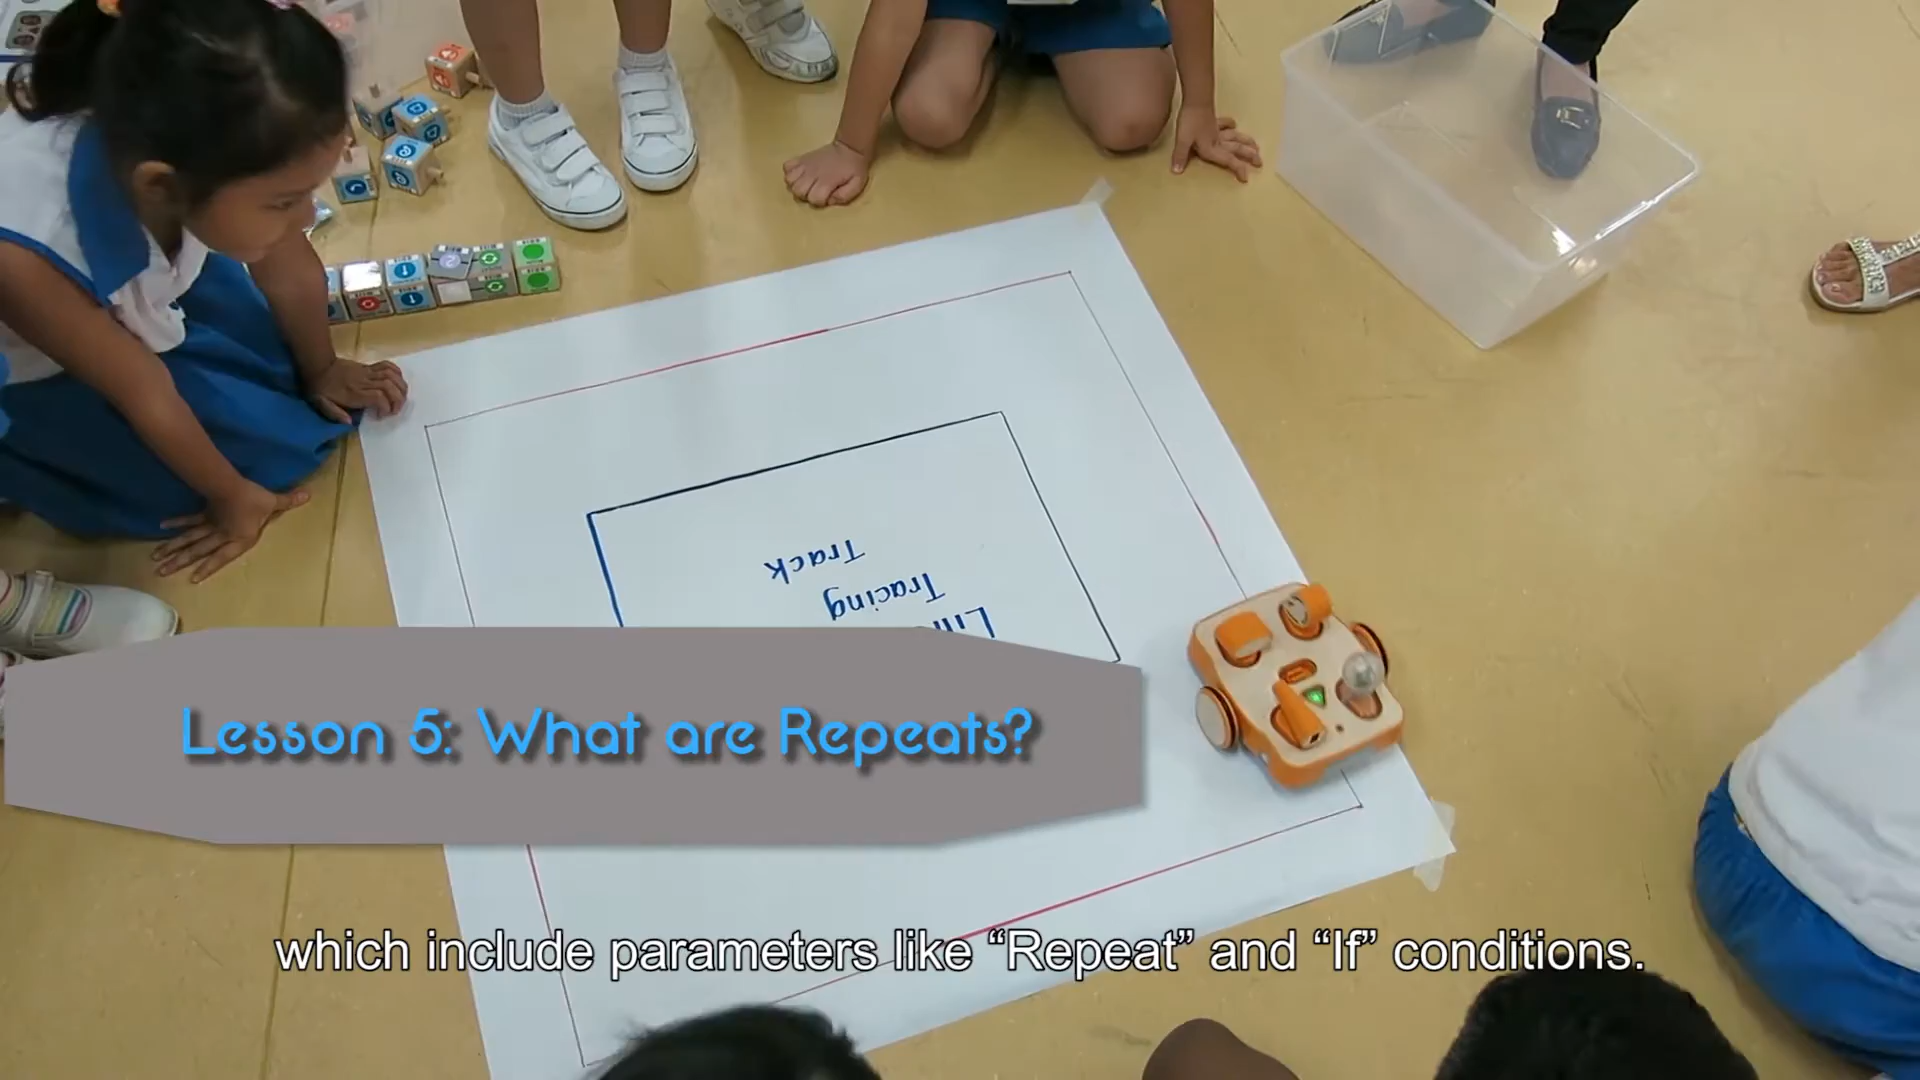 Track
Tracing
Lesson 5: What are Repeats?
which include parameters like “Repeat” and “If” conditions.